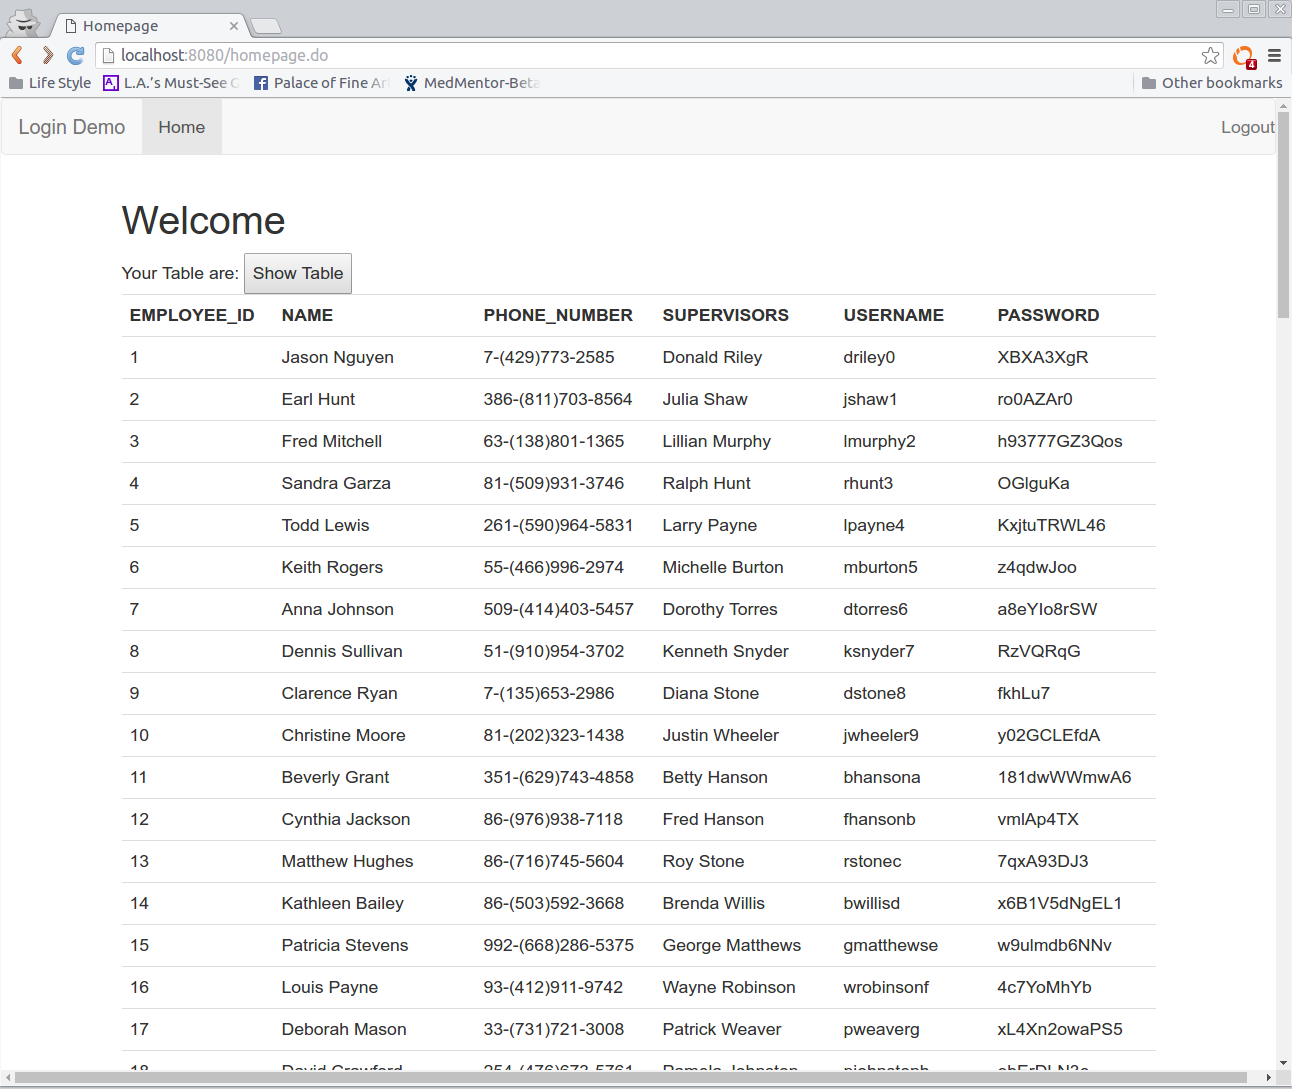 Homepage
localhost:8080/homepage.do
4
Life Style L.A.'s Must-See Palace of Fine MedMentor-Beta Other bookmarks
Login Demo Home Logout
Welcome
Your Table are: Show Table
EMPLOYEE_ID NAME PHONE_NUMBER SUPERVISORS USERNAME PASSWORD
1 Jason Nguyen 7-(429)773-2585 Donald Riley driley0 XBXA3XgR
2 Earl Hunt 386-(811)703-8564 Julia Shaw jshaw1 ro0AZAr0
3 Fred Mitchell 63-(138)801-1365 Lillian Murphy lmurphy2 h93777GZ3Qos
4 Sandra Garza 81-(509)931-3746 Ralph Hunt rhunt3 OGlguKa
5 Todd Lewis 261-(590)964-5831 Larry Payne lpayne4 KxjtuTRWL46
6 Keith Rogers 55-(466)996-2974 Michelle Burton mburton5 z4qdwJoo
7 Anna Johnson 509-(414)403-5457 Dorothy Torres dtorres6 a8eYIo8rSW
8 Dennis Sullivan 51-(910)954-3702 Kenneth Snyder ksnyder7 RzVQRqG
9 Clarence Ryan 7-(135)653-2986 Diana Stone dstone8 fkhLu7
10 Christine Moore 81-(202)323-1438 Justin Wheeler jwheeler9 y02GCLEfdA
11 Beverly Grant 351-(629)743-4858 Betty Hanson bhansona 181dwWWmwA6
12 Cynthia Jackson 86-(976)938-7118 Fred Hanson fhansonb vmlAp4TX
13 Matthew Hughes 86-(716)745-5604 Roy Stone rstonec 7qxA93DJ3
14 Kathleen Bailey 86-(503)592-3668 Brenda Willis bwillisd x6B1V5dNgEL1
15 Patricia Stevens 992-(668)286-5375 George Matthews gmatthewse w9ulmdb6NNv
16 Louis Payne 93-(412)911-9742 Wayne Robinson wrobinsonf 4c7YoMhYb
17 Deborah Mason 33-(731)721-3008 Patrick Weaver pweaverg xL4Xn2owaPS5
18 David Crawford